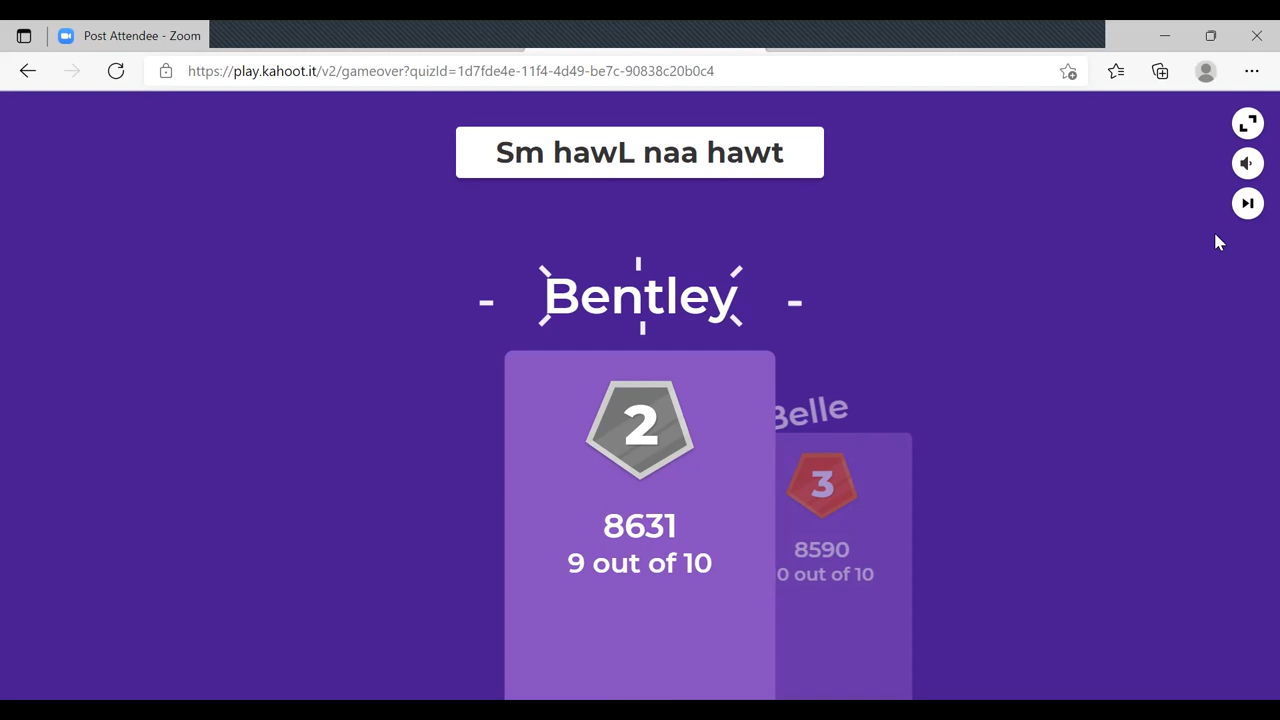 Post Attendee - Zoom
https://play.kahoot.it/v2/gameover?quizId=1d7fde4e-11f4-4d49-be7c-90838c20b0c4
Sm hawL naa hawt
Bentley
2
8631
9 out of 10
Belle
3
8590
0 out of 10